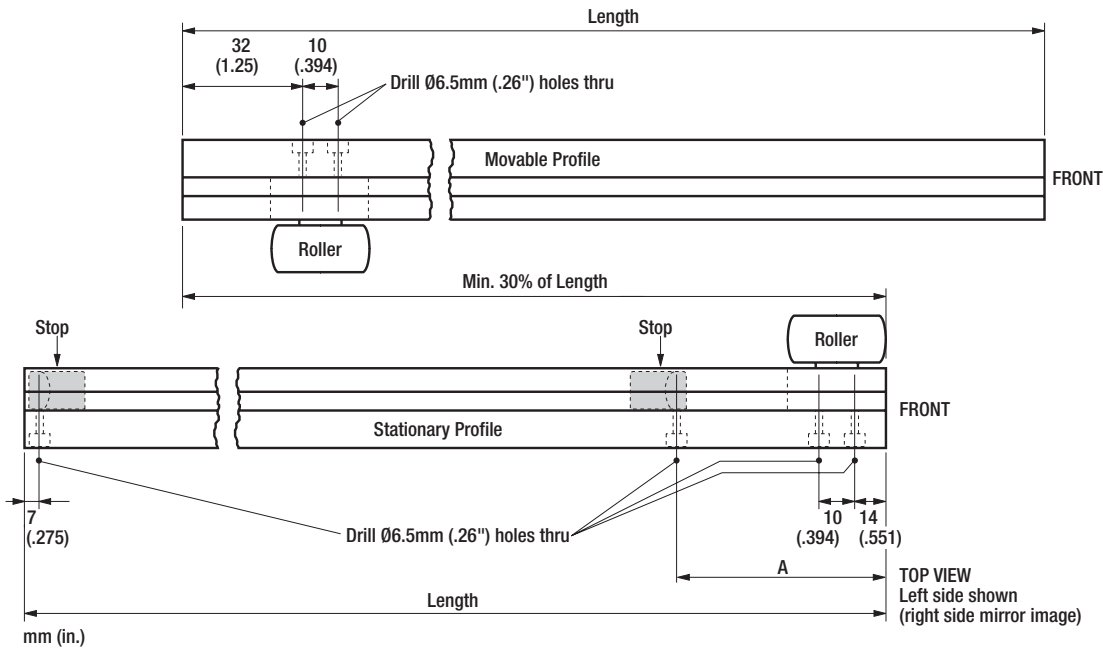 Length
32
(1.25)
10
(.394)
Drill Ø6.5mm (.26") holes thru
Movable Profile
FRONT
Roller
Min. 30% of Length
Stop
Stop
Roller
FRONT
Stationary Profile
7
(.275)
Drill Ø6.5mm (.26") holes thru
10
(.394)
14
(.551)
A
TOP VIEW
Left side shown
(right side mirror image)
Length
mm (in.)